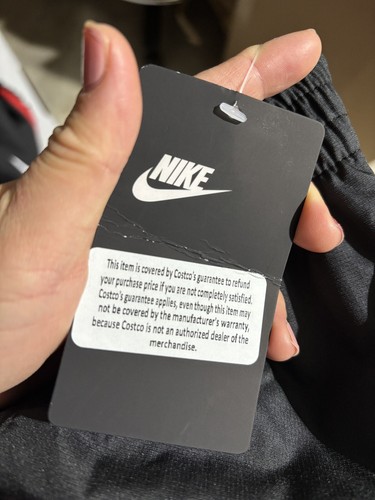 NIKE
This item is covered by Costco's guarantee to refund
your purchase price if you are not completely satisfied.
Costco's guarantee applies, even though this item may
not be covered by the manufacturer's warranty,
because Costco is not an authorized dealer of the
merchandise.